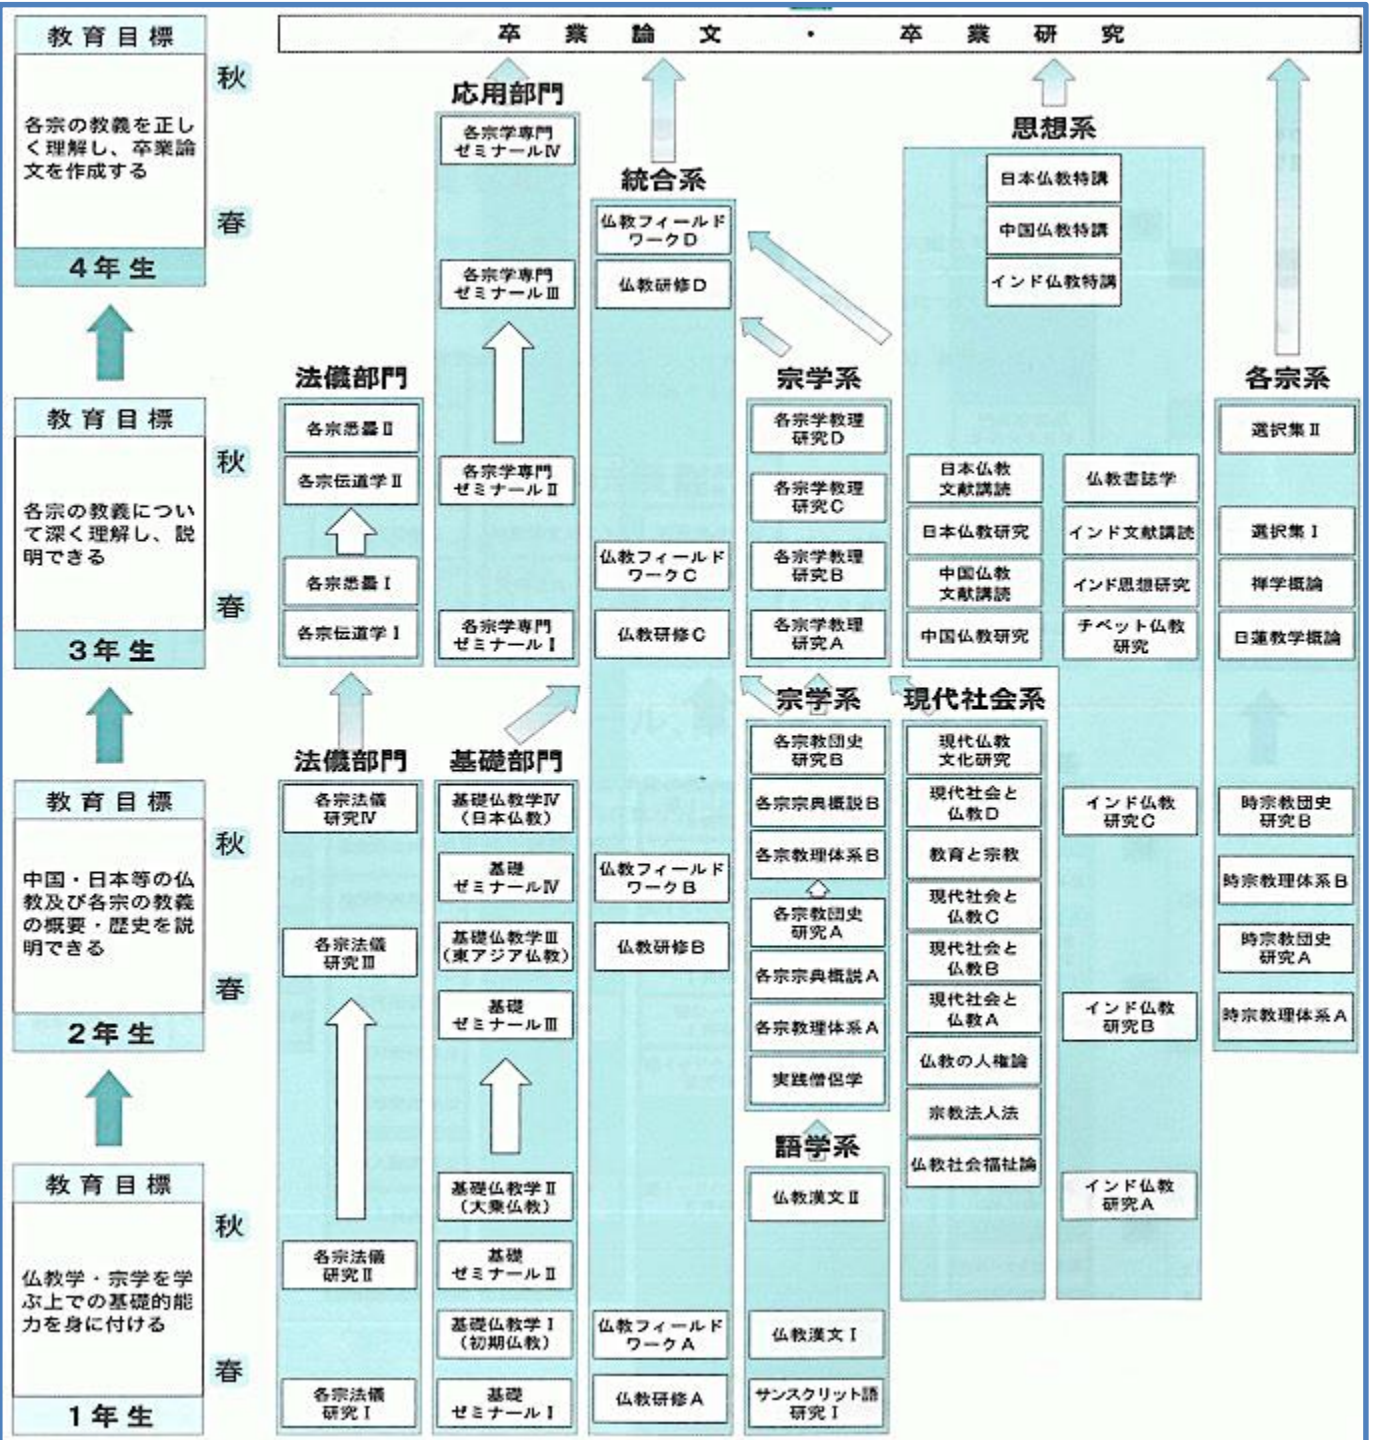 教育目標
卒業論文・卒業研究
秋
各宗の教義を正し
く理解し、卒業論
文を作成する
春
4年生
応用部門
各宗学専門
ゼミナールⅣ
各宗学専門
ゼミナールⅢ
統合系
仏教フィールド
ワークD
仏教研修D
思想系
日本仏教特講
中国仏教特講
インド仏教特講
教育目標
秋
各宗の教義につい
て深く理解し、説
明できる
春
3年生
法儀部門
各宗悉曇Ⅱ
各宗伝道学Ⅱ
各宗悉曇Ⅰ
各宗伝道学Ⅰ
各宗学専門
ゼミナールⅡ
各宗学専門
ゼミナールⅠ
仏教フィールド
ワークC
仏教研修C
宗学系
各宗学教理
研究D
各宗学教理
研究C
各宗学教理
研究B
各宗学教理
研究A
日本仏教
文献講読
日本仏教研究
中国仏教
文献講読
中国仏教研究
仏教書誌学
インド文献講読
インド思想研究
チベット仏教
研究
各宗系
選択集Ⅱ
選択集Ⅰ
禅学概論
日蓮教学概論
教育目標
秋
中国・日本等の仏
教及び各宗の教義
の概要・歴史を説
明できる
春
2年生
法儀部門
各宗法儀
研究Ⅳ
各宗法儀
研究Ⅲ
基礎部門
基礎仏教学Ⅳ
(日本仏教)
基礎
ゼミナールⅣ
基礎仏教学Ⅲ
(東アジア仏教)
基礎
ゼミナールⅢ
仏教フィールド
ワークB
仏教研修B
宗学系
各宗教団史
研究B
各宗宗典概説B
各宗教理体系B
各宗教団史
研究A
各宗宗典概説A
各宗教理体系A
実践僧侶学
現代社会系
現代仏教
文化研究
現代社会と
仏教D
教育と宗教
現代社会と
仏教C
現代社会と
仏教B
現代社会と
仏教A
仏教の人権論
宗教法人法
仏教社会福祉論
インド仏教
研究C
インド仏教
研究B
時宗教団史
研究B
時宗教理体系B
時宗教団史
研究A
時宗教理体系A
教育目標
秋
仏教学・宗学を学
ぶ上での基礎的能
力を身に付ける
春
1年生
各宗法儀
研究Ⅱ
各宗法儀
研究Ⅰ
基礎仏教学Ⅱ
(大乗仏教)
基礎
ゼミナールⅡ
基礎仏教学Ⅰ
(初期仏教)
基礎
ゼミナールⅠ
仏教フィールド
ワークA
仏教研修A
語学系
仏教漢文Ⅱ
仏教漢文Ⅰ
サンスクリット語
研究Ⅰ
インド仏教
研究A